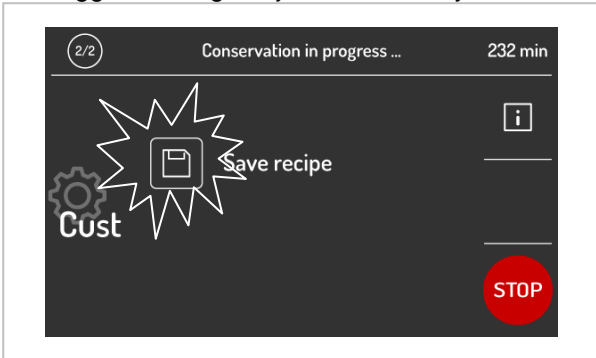 2/2
Conservation in progress ...
232 min
i
Save recipe
Cust
STOP